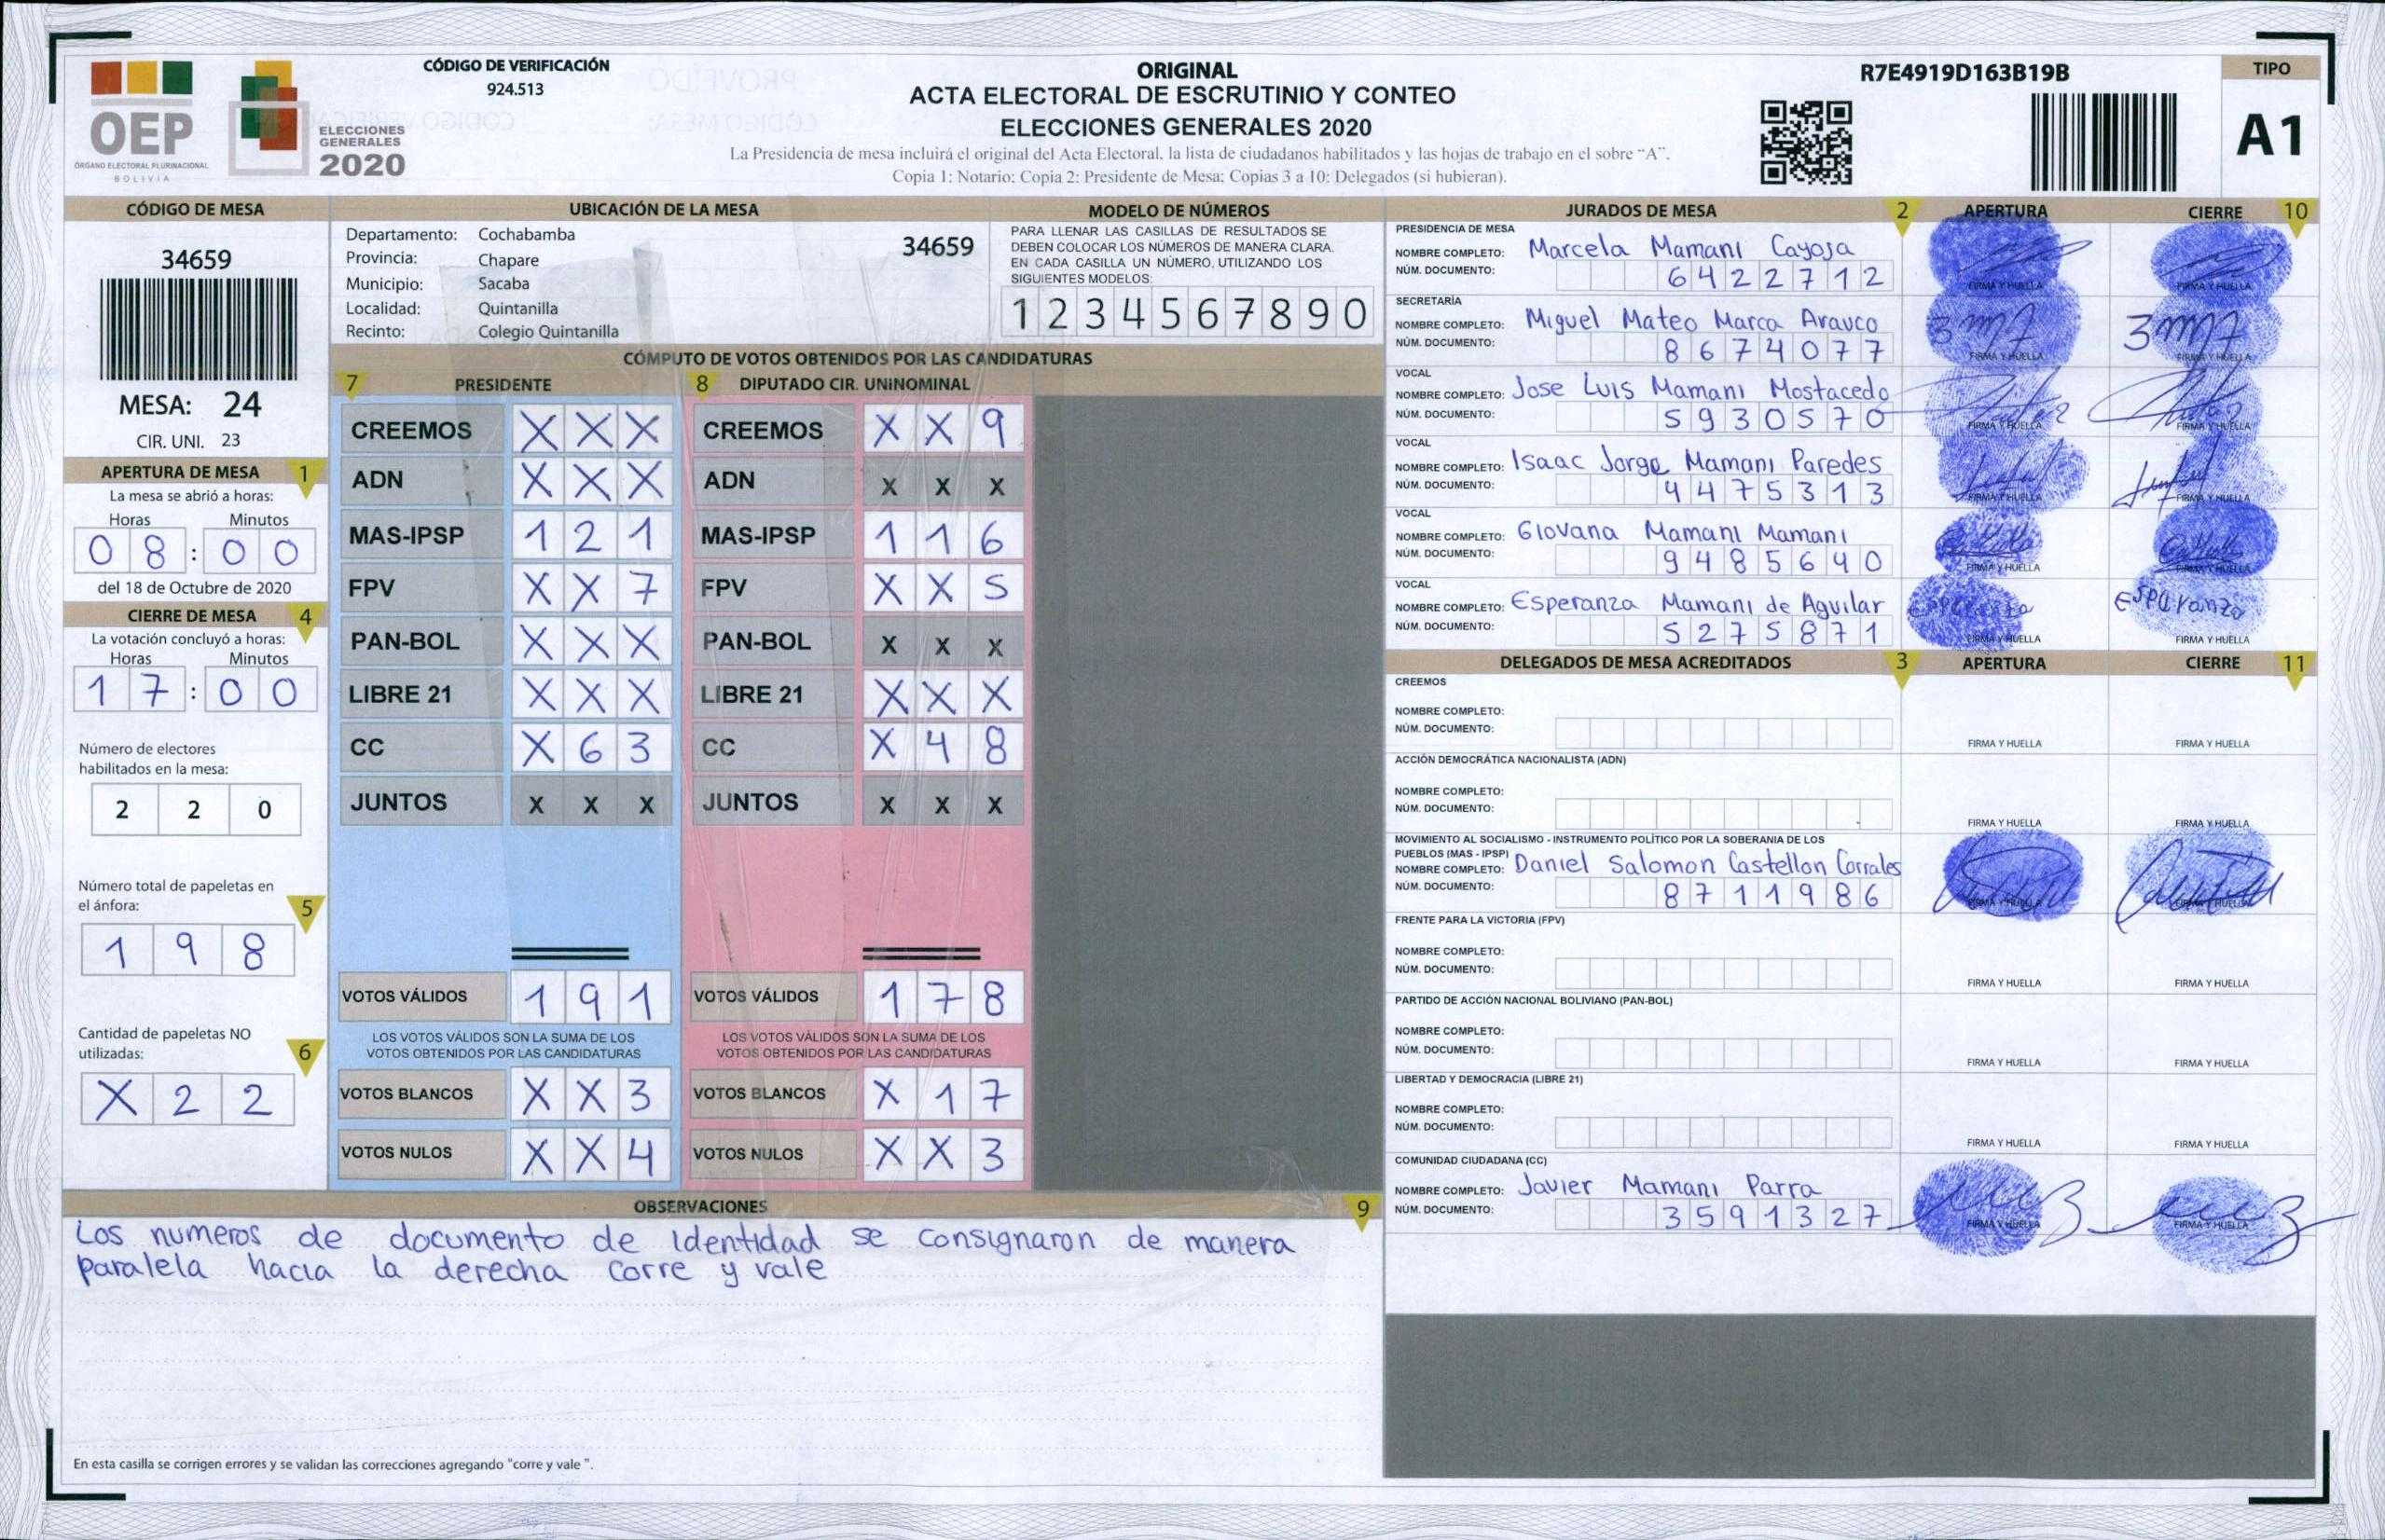 CÓDIGO DE VERIFICACIÓN
924.513
OEP
ÓRGANO ELECTORAL PLURINACIONAL
BOLIVIA
ELECCIONES
GENERALES
2020
ORIGINAL
ACTA ELECTORAL DE ESCRUTINIO Y CONTEO
ELECCIONES GENERALES 2020
La Presidencia de mesa incluirá el original del Acta Electoral, la lista de ciudadanos habilitados y las hojas de trabajo en el sobre "A".
Copia 1: Notario; Copia 2: Presidente de Mesa; Copias 3 a 10: Delegados (si hubieran).
R7E4919D163B19B
TIPO
A1
CÓDIGO DE MESA
34659
MESA: 24
CIR. UNI. 23
APERTURA DE MESA 1
La mesa se abrió a horas:
Horas Minutos
0 8 : 0 0
del 18 de Octubre de 2020
CIERRE DE MESA 4
La votación concluyó a horas:
Horas Minutos
1 7 : 0 0
Número de electores
habilitados en la mesa:
2 2 0
Número total de papeletas en
el ánfora: 5
1 9 8
Cantidad de papeletas NO
utilizadas: 6
X 2 2
UBICACIÓN DE LA MESA
Departamento: Cochabamba 34659
Provincia: Chapare
Municipio: Sacaba
Localidad: Quintanilla
Recinto: Colegio Quintanilla
MODELO DE NÚMEROS
PARA LLENAR LAS CASILLAS DE RESULTADOS SE
DEBEN COLOCAR LOS NÚMEROS DE MANERA CLARA.
EN CADA CASILLA UN NÚMERO, UTILIZANDO LOS
SIGUIENTES MODELOS:
1 2 3 4 5 6 7 8 9 0
CÓMPUTO DE VOTOS OBTENIDOS POR LAS CANDIDATURAS
7 PRESIDENTE 8 DIPUTADO CIR. UNINOMINAL
CREEMOS X X X CREEMOS X X 9
ADN X X X ADN X X X
MAS-IPSP 1 2 1 MAS-IPSP 1 1 6
FPV X X 7 FPV X X 5
PAN-BOL X X X PAN-BOL X X X
LIBRE 21 X X X LIBRE 21 X X X
CC X 6 3 CC X 4 8
JUNTOS X X X JUNTOS X X X
VOTOS VÁLIDOS 1 9 1 VOTOS VÁLIDOS 1 7 8
LOS VOTOS VÁLIDOS SON LA SUMA DE LOS LOS VOTOS VÁLIDOS SON LA SUMA DE LOS
VOTOS OBTENIDOS POR LAS CANDIDATURAS VOTOS OBTENIDOS POR LAS CANDIDATURAS
VOTOS BLANCOS X X 3 VOTOS BLANCOS X 1 7
VOTOS NULOS X X 4 VOTOS NULOS X X 3
OBSERVACIONES 9
Los numeros de documento de identidad se consignaron de manera
paralela hacia la derecha corre y vale
En esta casilla se corrigen errores y se validan las correcciones agregando "corre y vale ".
JURADOS DE MESA 2 APERTURA CIERRE 10
PRESIDENCIA DE MESA
NOMBRE COMPLETO: Marcela Mamani Cayoja
NÚM. DOCUMENTO: 6 4 2 2 7 1 2 FIRMA Y HUELLA FIRMA Y HUELLA
SECRETARÍA
NOMBRE COMPLETO: Miguel Mateo Marca Arauco
NÚM. DOCUMENTO: 8 6 7 4 0 7 7 FIRMA Y HUELLA FIRMA Y HUELLA
VOCAL
NOMBRE COMPLETO: Jose Luis Mamani Mostacedo
NÚM. DOCUMENTO: 5 9 3 0 5 7 0 FIRMA Y HUELLA FIRMA Y HUELLA
VOCAL
NOMBRE COMPLETO: Isaac Jorge Mamani Paredes
NÚM. DOCUMENTO: 4 4 7 5 3 1 3 FIRMA Y HUELLA FIRMA Y HUELLA
VOCAL
NOMBRE COMPLETO: Giovana Mamani Mamani
NÚM. DOCUMENTO: 9 4 8 5 6 4 0 FIRMA Y HUELLA FIRMA Y HUELLA
VOCAL
NOMBRE COMPLETO: Esperanza Mamani de Aguilar Esperanza
NÚM. DOCUMENTO: 5 2 7 5 8 7 1 FIRMA Y HUELLA FIRMA Y HUELLA
DELEGADOS DE MESA ACREDITADOS 3 APERTURA CIERRE 11
CREEMOS
NOMBRE COMPLETO:
NÚM. DOCUMENTO: FIRMA Y HUELLA FIRMA Y HUELLA
ACCIÓN DEMOCRÁTICA NACIONALISTA (ADN)
NOMBRE COMPLETO:
NÚM. DOCUMENTO: FIRMA Y HUELLA FIRMA Y HUELLA
MOVIMIENTO AL SOCIALISMO - INSTRUMENTO POLÍTICO POR LA SOBERANIA DE LOS
PUEBLOS (MAS - IPSP)
NOMBRE COMPLETO: Daniel Salomon Castellon Corrales
NÚM. DOCUMENTO: 8 7 1 1 9 8 6 FIRMA Y HUELLA FIRMA Y HUELLA
FRENTE PARA LA VICTORIA (FPV)
NOMBRE COMPLETO:
NÚM. DOCUMENTO: FIRMA Y HUELLA FIRMA Y HUELLA
PARTIDO DE ACCIÓN NACIONAL BOLIVIANO (PAN-BOL)
NOMBRE COMPLETO:
NÚM. DOCUMENTO: FIRMA Y HUELLA FIRMA Y HUELLA
LIBERTAD Y DEMOCRACIA (LIBRE 21)
NOMBRE COMPLETO:
NÚM. DOCUMENTO: FIRMA Y HUELLA FIRMA Y HUELLA
COMUNIDAD CIUDADANA (CC)
NOMBRE COMPLETO: Javier Mamani Parra
NÚM. DOCUMENTO: 3 5 9 1 3 2 7 FIRMA Y HUELLA FIRMA Y HUELLA